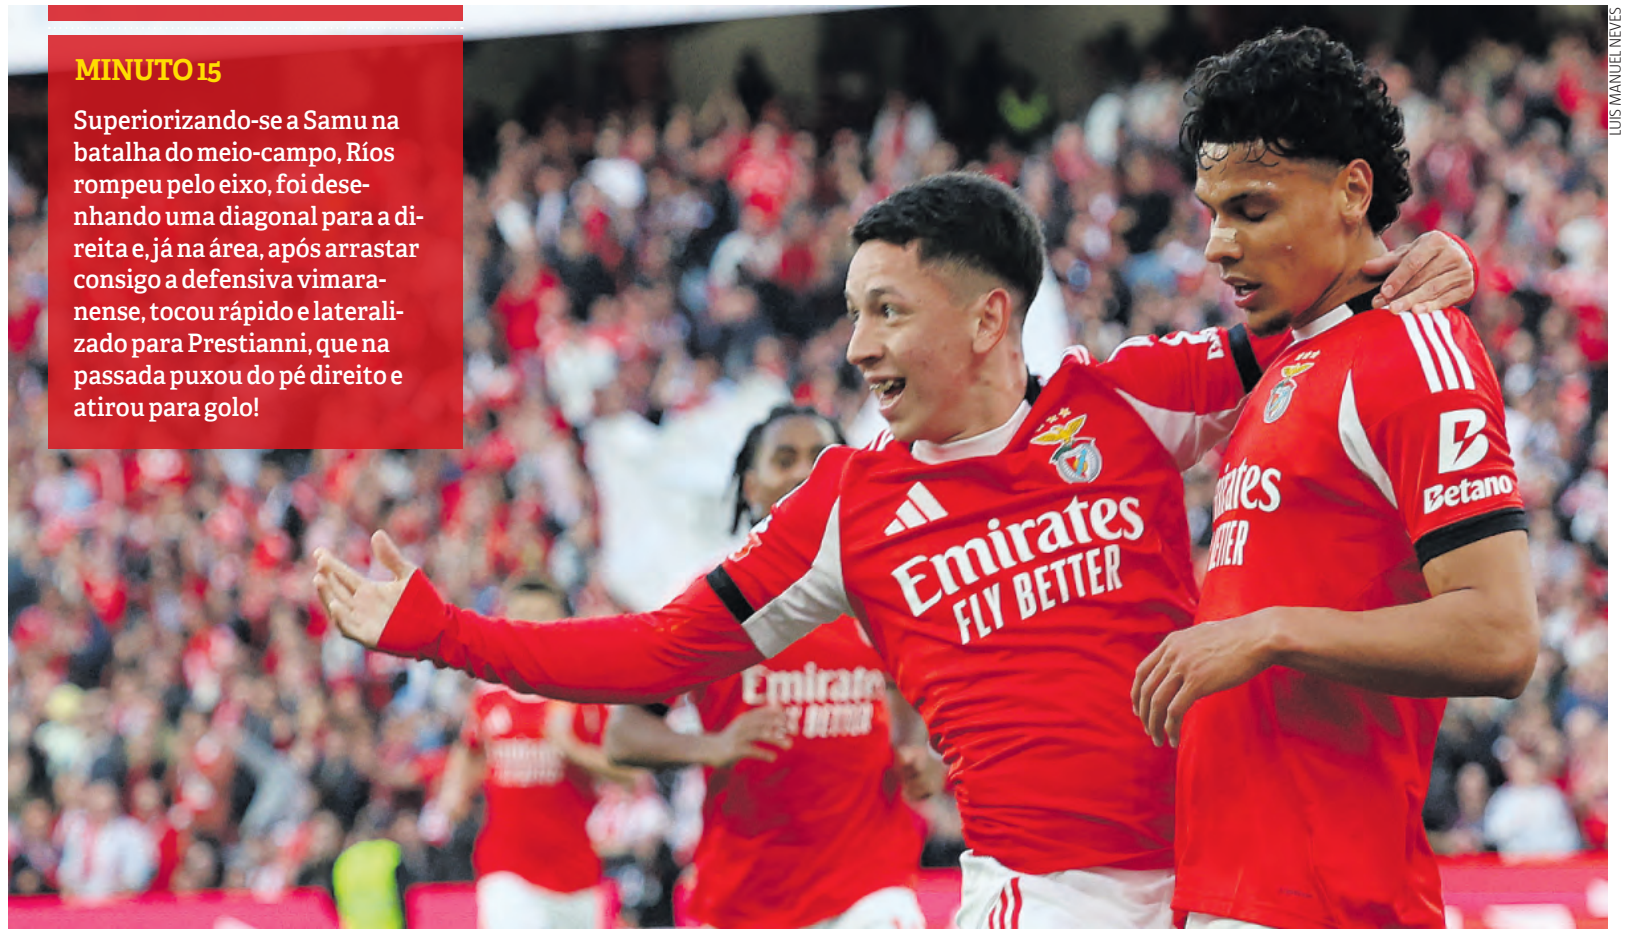 MINUTO 15
Superiorizando-se a Samu na
batalha do meio-campo, Ríos
rompeu pelo eixo, foi dese-
nhando uma diagonal para a di-
reita e, já na área, após arrastar
consigo a defensiva vimara-
nense, tocou rápido e laterali-
zado para Prestianni, que na
passada puxou do pé direito e
atirou para golo!
LUIS MANUEL NEVES
Emirates
FLY BETTER
Betano
Emirates